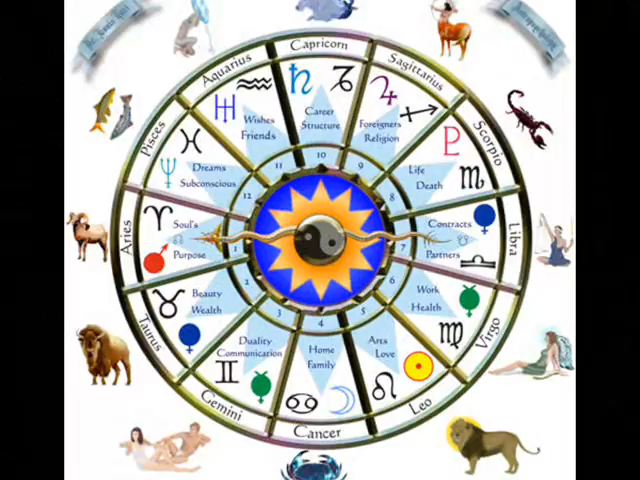 Capricorn
Aquarius
Sagittarius
Career
Structure
Wishes
Friends
Foreigners
Religion
Pisces
Scorpio
Dreams
Subconscious
Life
Death
10
11
9
12
8
Aries
Libra
Soul's
Purpose
Contracts
Partners
1
7
Beauty
Wealth
Work
Health
2
6
3
5
4
Taurus
Virgo
Duality
Communication
Home
Family
Arts
Love
Gemini
Leo
Cancer